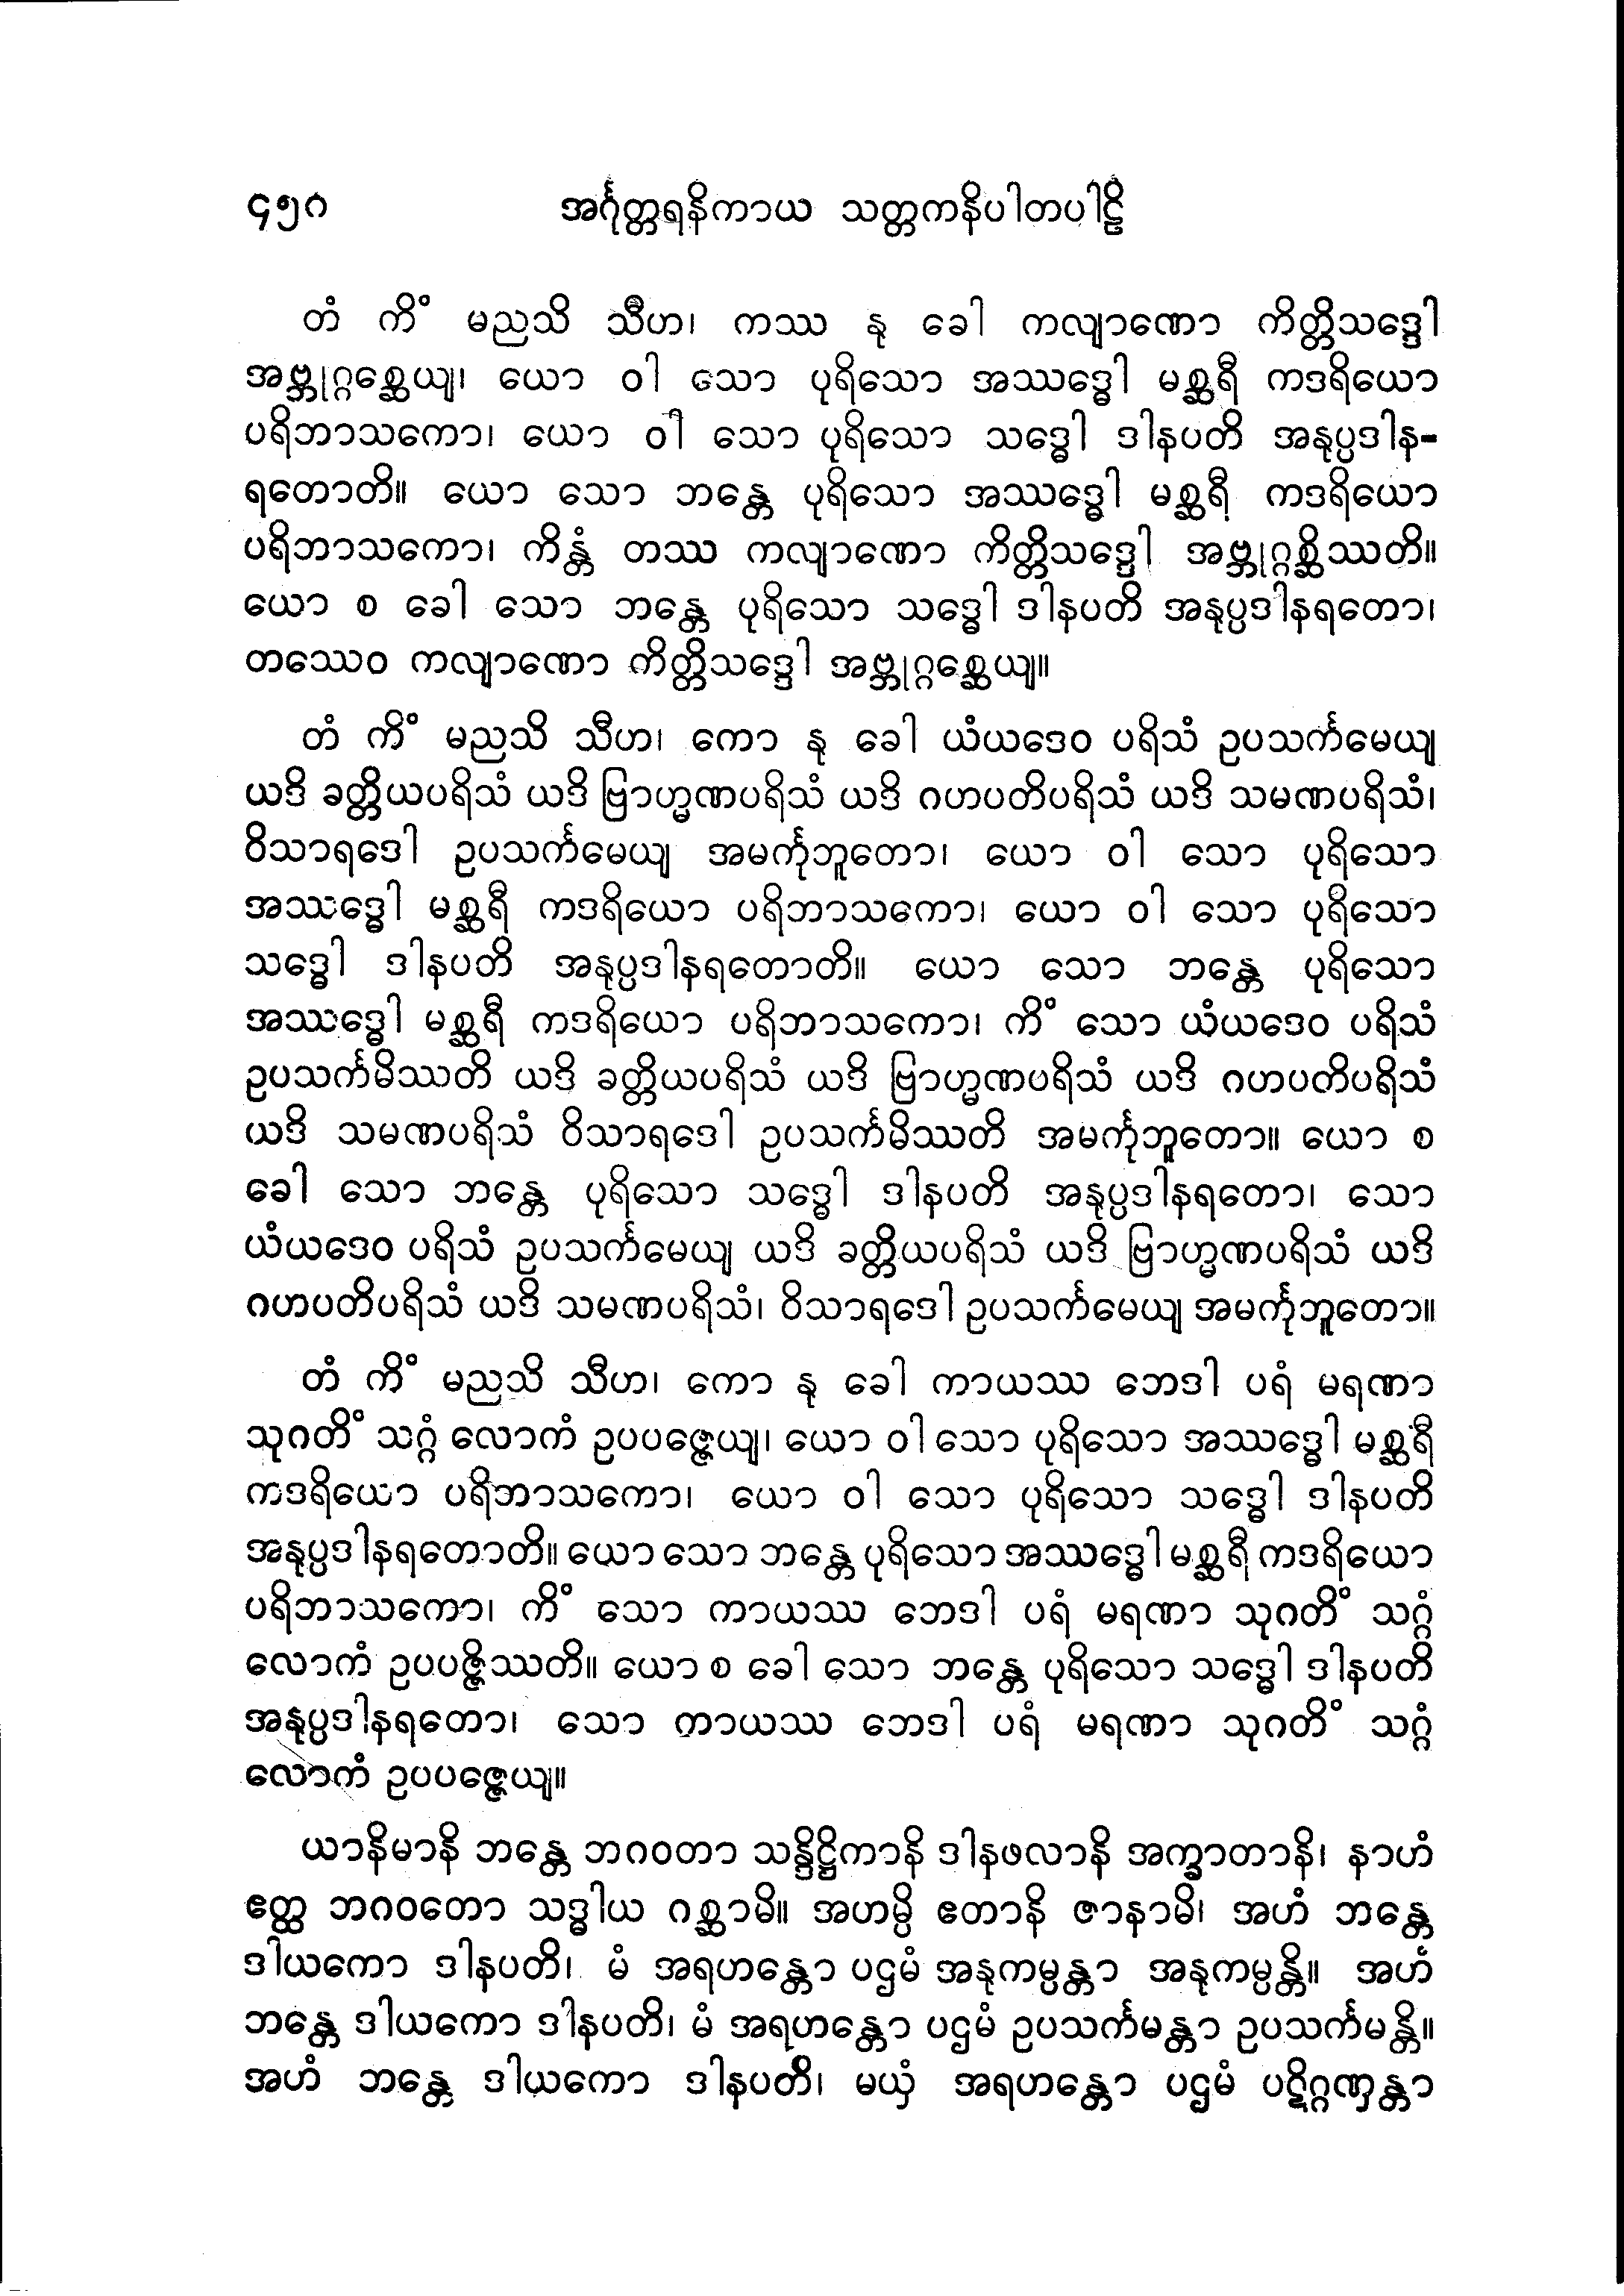 ၄၅၀ အင်္ဂုတ္တရနိကာယ သတ္တကနိပါတပါဠိ
တံ ကိံ မညသိ သီဟ၊ ကဿ နု ခေါ ကလျာဏော ကိတ္တိသဒ္ဒေါ
အဗ္ဘုဂ္ဂစ္ဆေယျ၊ ယော ဝါ သော ပုရိသော အဿဒ္ဓေါ မစ္ဆရီ ကဒရိယော
ပရိဘာသကော၊ ယော ဝါ သော ပုရိသော သဒ္ဓေါ ဒါနပတိ အနုပ္ပဒါန-
ရတောတိ။ ယော သော ဘန္တေ ပုရိသော အဿဒ္ဓေါ မစ္ဆရီ ကဒရိယော
ပရိဘာသကော၊ ကိန္တံ တဿ ကလျာဏော ကိတ္တိသဒ္ဒေါ အဗ္ဘုဂ္ဂစ္ဆိဿတိ။
ယော စ ခေါ သော ဘန္တေ ပုရိသော သဒ္ဓေါ ဒါနပတိ အနုပ္ပဒါနရတော၊
တဿေဝ ကလျာဏော ကိတ္တိသဒ္ဒေါ အဗ္ဘုဂ္ဂစ္ဆေယျ။
တံ ကိံ မညသိ သီဟ၊ ကော နု ခေါ ယံယဒေဝ ပရိသံ ဥပသင်္ကမေယျ
ယဒိ ခတ္တိယပရိသံ ယဒိ ဗြာဟ္မဏပရိသံ ယဒိ ဂဟပတိပရိသံ ယဒိ သမဏပရိသံ၊
ဝိသာရဒေါ ဥပသင်္ကမေယျ အမင်္ကုဘူတော၊ ယော ဝါ သော ပုရိသော
အဿဒ္ဓေါ မစ္ဆရီ ကဒရိယော ပရိဘာသကော၊ ယော ဝါ သော ပုရိသော
သဒ္ဓေါ ဒါနပတိ အနုပ္ပဒါနရတောတိ။ ယော သော ဘန္တေ ပုရိသော
အဿဒ္ဓေါ မစ္ဆရီ ကဒရိယော ပရိဘာသကော၊ ကိံ သော ယံယဒေဝ ပရိသံ
ဥပသင်္ကမိဿတိ ယဒိ ခတ္တိယပရိသံ ယဒိ ဗြာဟ္မဏပရိသံ ယဒိ ဂဟပတိပရိသံ
ယဒိ သမဏပရိသံ ဝိသာရဒေါ ဥပသင်္ကမိဿတိ အမင်္ကုဘူတော။ ယော စ
ခေါ သော ဘန္တေ ပုရိသော သဒ္ဓေါ ဒါနပတိ အနုပ္ပဒါနရတော၊ သော
ယံယဒေဝ ပရိသံ ဥပသင်္ကမေယျ ယဒိ ခတ္တိယပရိသံ ယဒိ ဗြာဟ္မဏပရိသံ ယဒိ
ဂဟပတိပရိသံ ယဒိ သမဏပရိသံ၊ ဝိသာရဒေါ ဥပသင်္ကမေယျ အမင်္ကုဘူတော။
တံ ကိံ မညသိ သီဟ၊ ကော နု ခေါ ကာယဿ ဘေဒါ ပရံ မရဏာ
သုဂတိံ သဂ္ဂံ လောကံ ဥပပဇ္ဇေယျ၊ ယော ဝါ သော ပုရိသော အဿဒ္ဓေါ မစ္ဆရီ
ကဒရိယော ပရိဘာသကော၊ ယော ဝါ သော ပုရိသော သဒ္ဓေါ ဒါနပတိ
အနုပ္ပဒါနရတောတိ။ ယော သော ဘန္တေ ပုရိသော အဿဒ္ဓေါ မစ္ဆရီ ကဒရိယော
ပရိဘာသကော၊ ကိံ သော ကာယဿ ဘေဒါ ပရံ မရဏာ သုဂတိံ သဂ္ဂံ
လောကံ ဥပပဇ္ဇိဿတိ။ ယော စ ခေါ သော ဘန္တေ ပုရိသော သဒ္ဓေါ ဒါနပတိ
အနုပ္ပဒါနရတော၊ သော ကာယဿ ဘေဒါ ပရံ မရဏာ သုဂတိံ သဂ္ဂံ
လောကံ ဥပပဇ္ဇေယျ။
ယာနိမာနိ ဘန္တေ ဘဂဝတာ သန္ဒိဋ္ဌိကာနိ ဒါနဖလာနိ အက္ခာတာနိ၊ နာဟံ
ဧတ္ထ ဘဂဝတော သဒ္ဓါယ ဂစ္ဆာမိ။ အဟမ္ပိ ဧတာနိ ဇာနာမိ၊ အဟံ ဘန္တေ
ဒါယကော ဒါနပတိ၊ မံ အရဟန္တော ပဌမံ အနုကမ္ပန္တာ အနုကမ္ပန္တိ။ အဟံ
ဘန္တေ ဒါယကော ဒါနပတိ၊ မံ အရဟန္တော ပဌမံ ဥပသင်္ကမန္တာ ဥပသင်္ကမန္တိ။
အဟံ ဘန္တေ ဒါယကော ဒါနပတိ၊ မယှံ အရဟန္တော ပဌမံ ပဋိဂ္ဂဏှန္တာ